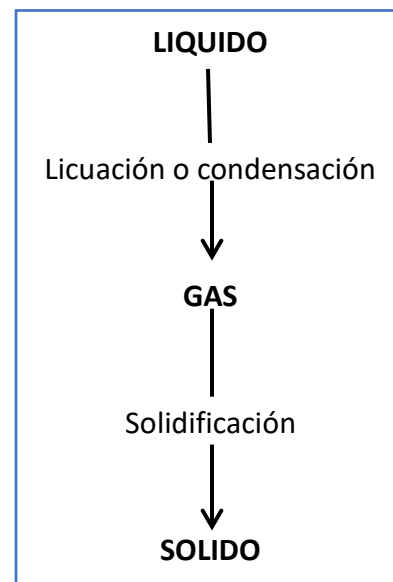 LIQUIDO
Licuación o condensación
GAS
Solidificación
SOLIDO